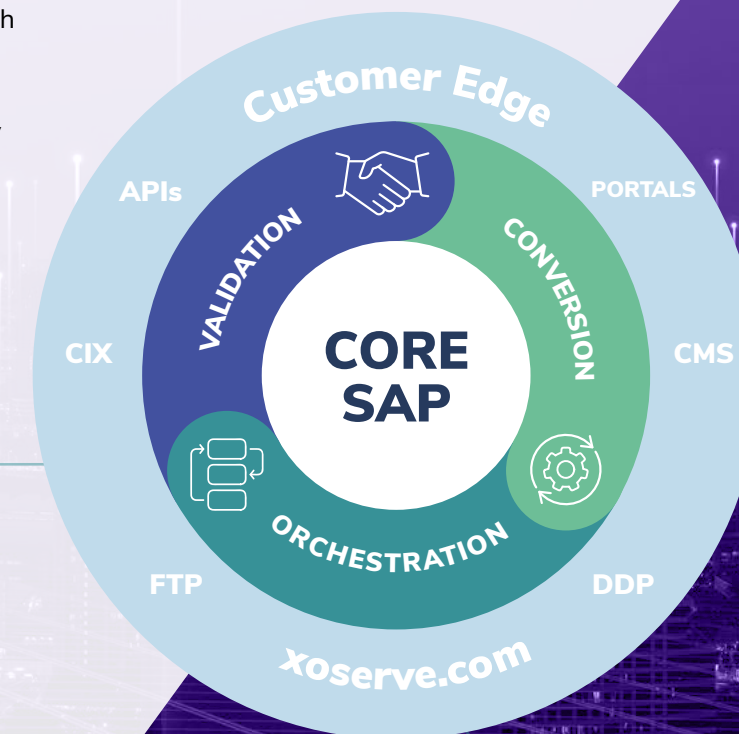 h
Customer Edge
APIs
PORTALS
VALIDATION
CONVERSION
CIX
CORE
SAP
CMS
ORCHESTRATION
FTP
DDP
xoserve.com